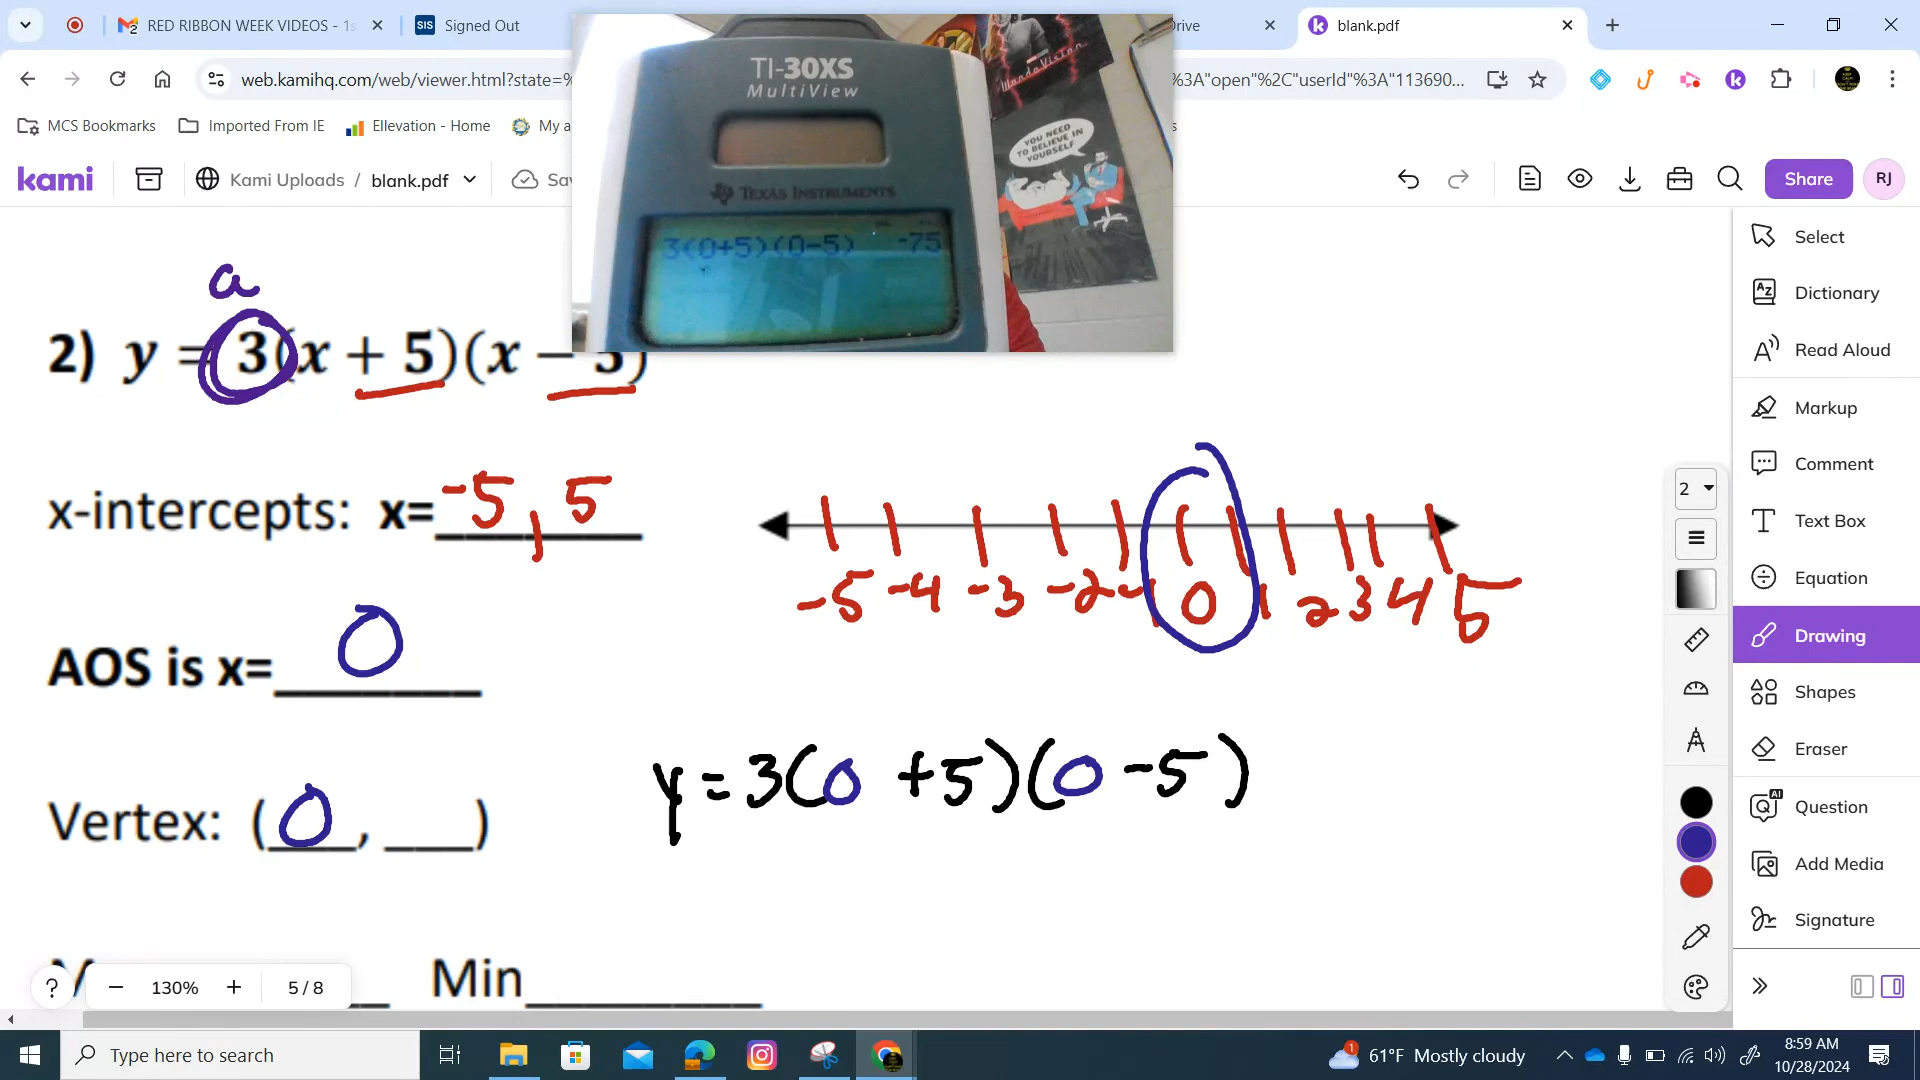 RED RIBBON WEEK VIDEOS - 1s
SIS Signed Out
rive
blank.pdf
web.kamihq.com/web/viewer.html?state=%
%3A"open"%2C"userId"%3A"113690...
MCS Bookmarks
Imported From IE
Ellevation - Home
My a
kami
Kami Uploads / blank.pdf
Sav
Share
RJ
TI-30XS
MultiView
TEXAS INSTRUMENTS
3(0+5)(0-5) -75
WandaVision
YOU NEED TO BELIEVE IN YOURSELF
a
2) y = 3(x + 5)(x − 5)
x-intercepts: x= -5, 5
-5 -4 -3 -2 -1 0 1 2 3 4 5
AOS is x= 0
y = 3(0 +5)(0 -5)
Vertex: (0, ___)
Min
130%
5 / 8
2
Select
Dictionary
Read Aloud
Markup
Comment
Text Box
Equation
Drawing
Shapes
Eraser
Question
Add Media
Signature
Type here to search
61°F Mostly cloudy
8:59 AM
10/28/2024